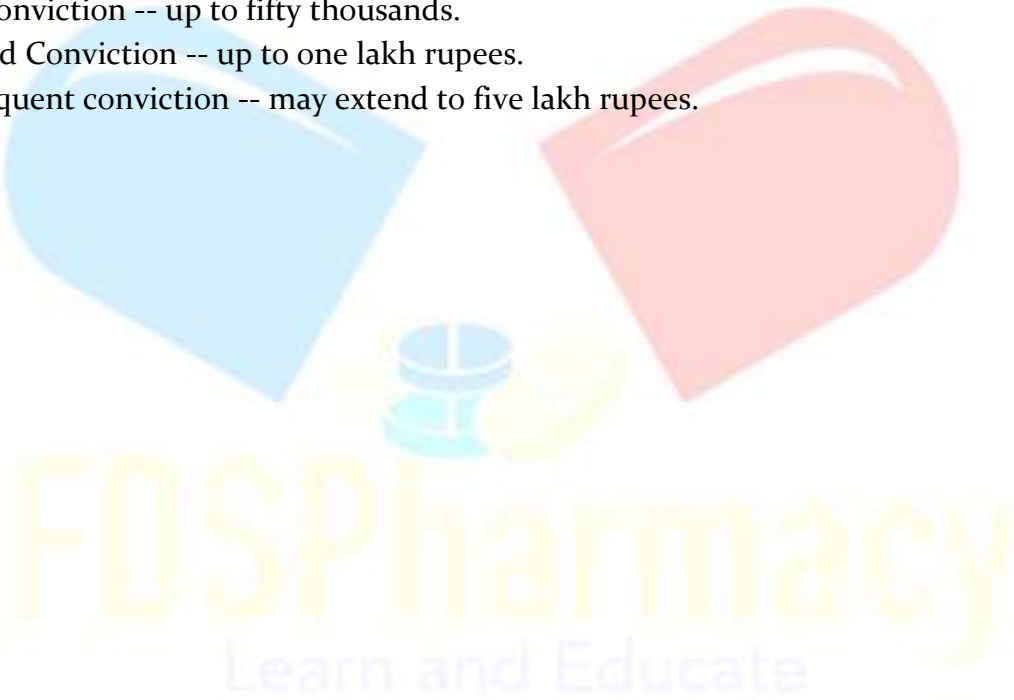 onviction -- up to fifty thousands.
d Conviction -- up to one lakh rupees.
quent conviction -- may extend to five lakh rupees.
FDSPharmacy
Learn and Educate